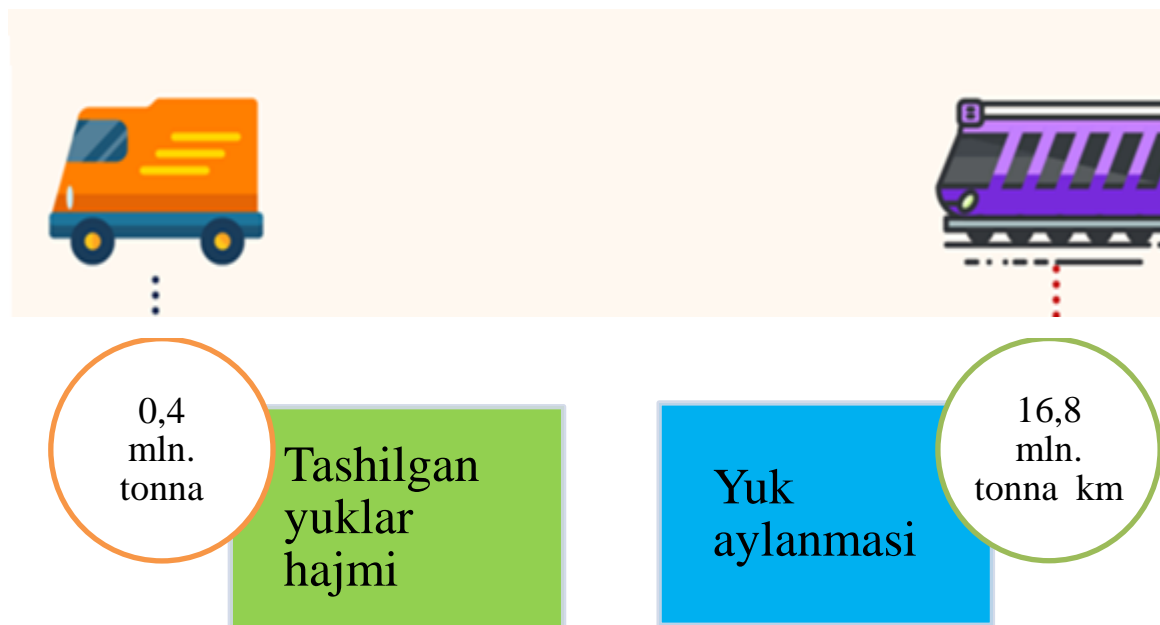 0,4
mln.
tonna
Tashilgan
yuklar
hajmi
Yuk
aylanmasi
16,8
mln.
tonna km